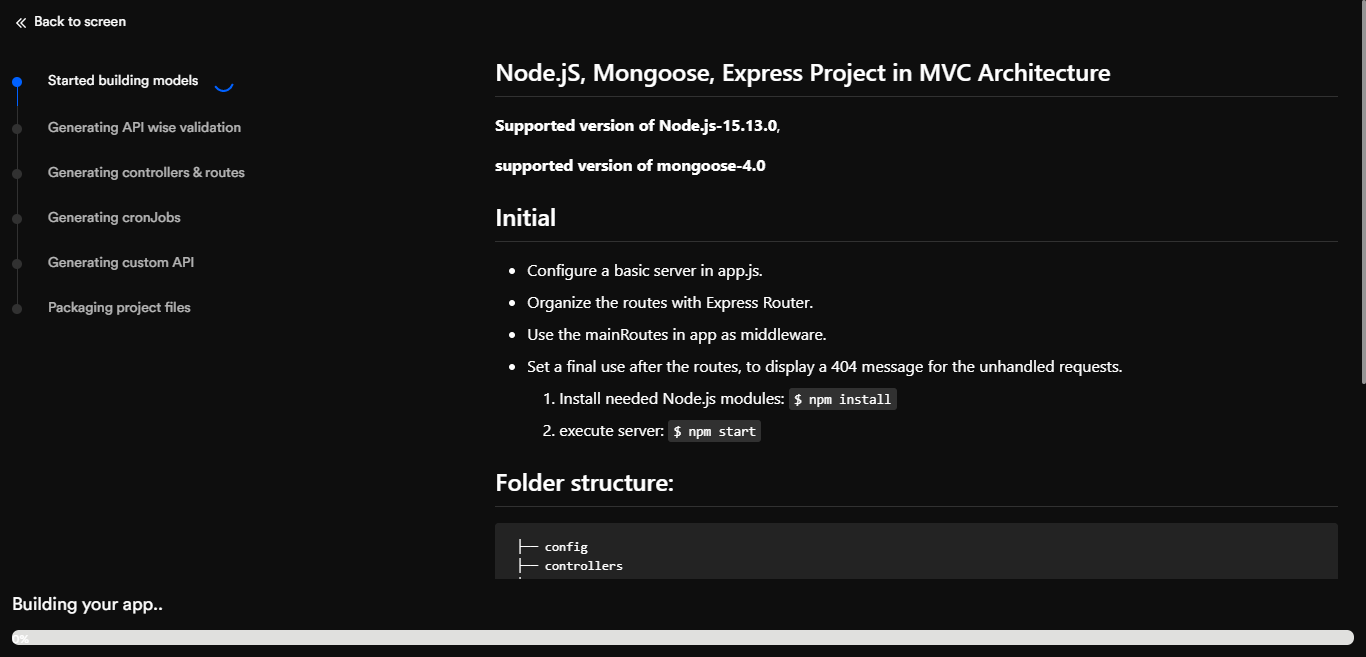 Back to screen
Started building models
Generating API wise validation
Generating controllers & routes
Generating cronJobs
Generating custom API
Packaging project files
Node.jS, Mongoose, Express Project in MVC Architecture
Supported version of Node.js-15.13.0,
supported version of mongoose-4.0
Initial
• Configure a basic server in app.js.
• Organize the routes with Express Router.
• Use the mainRoutes in app as middleware.
• Set a final use after the routes, to display a 404 message for the unhandled requests.
1. Install needed Node.js modules: $ npm install
2. execute server: $ npm start
Folder structure:
├── config
├── controllers
Building your app..
0%